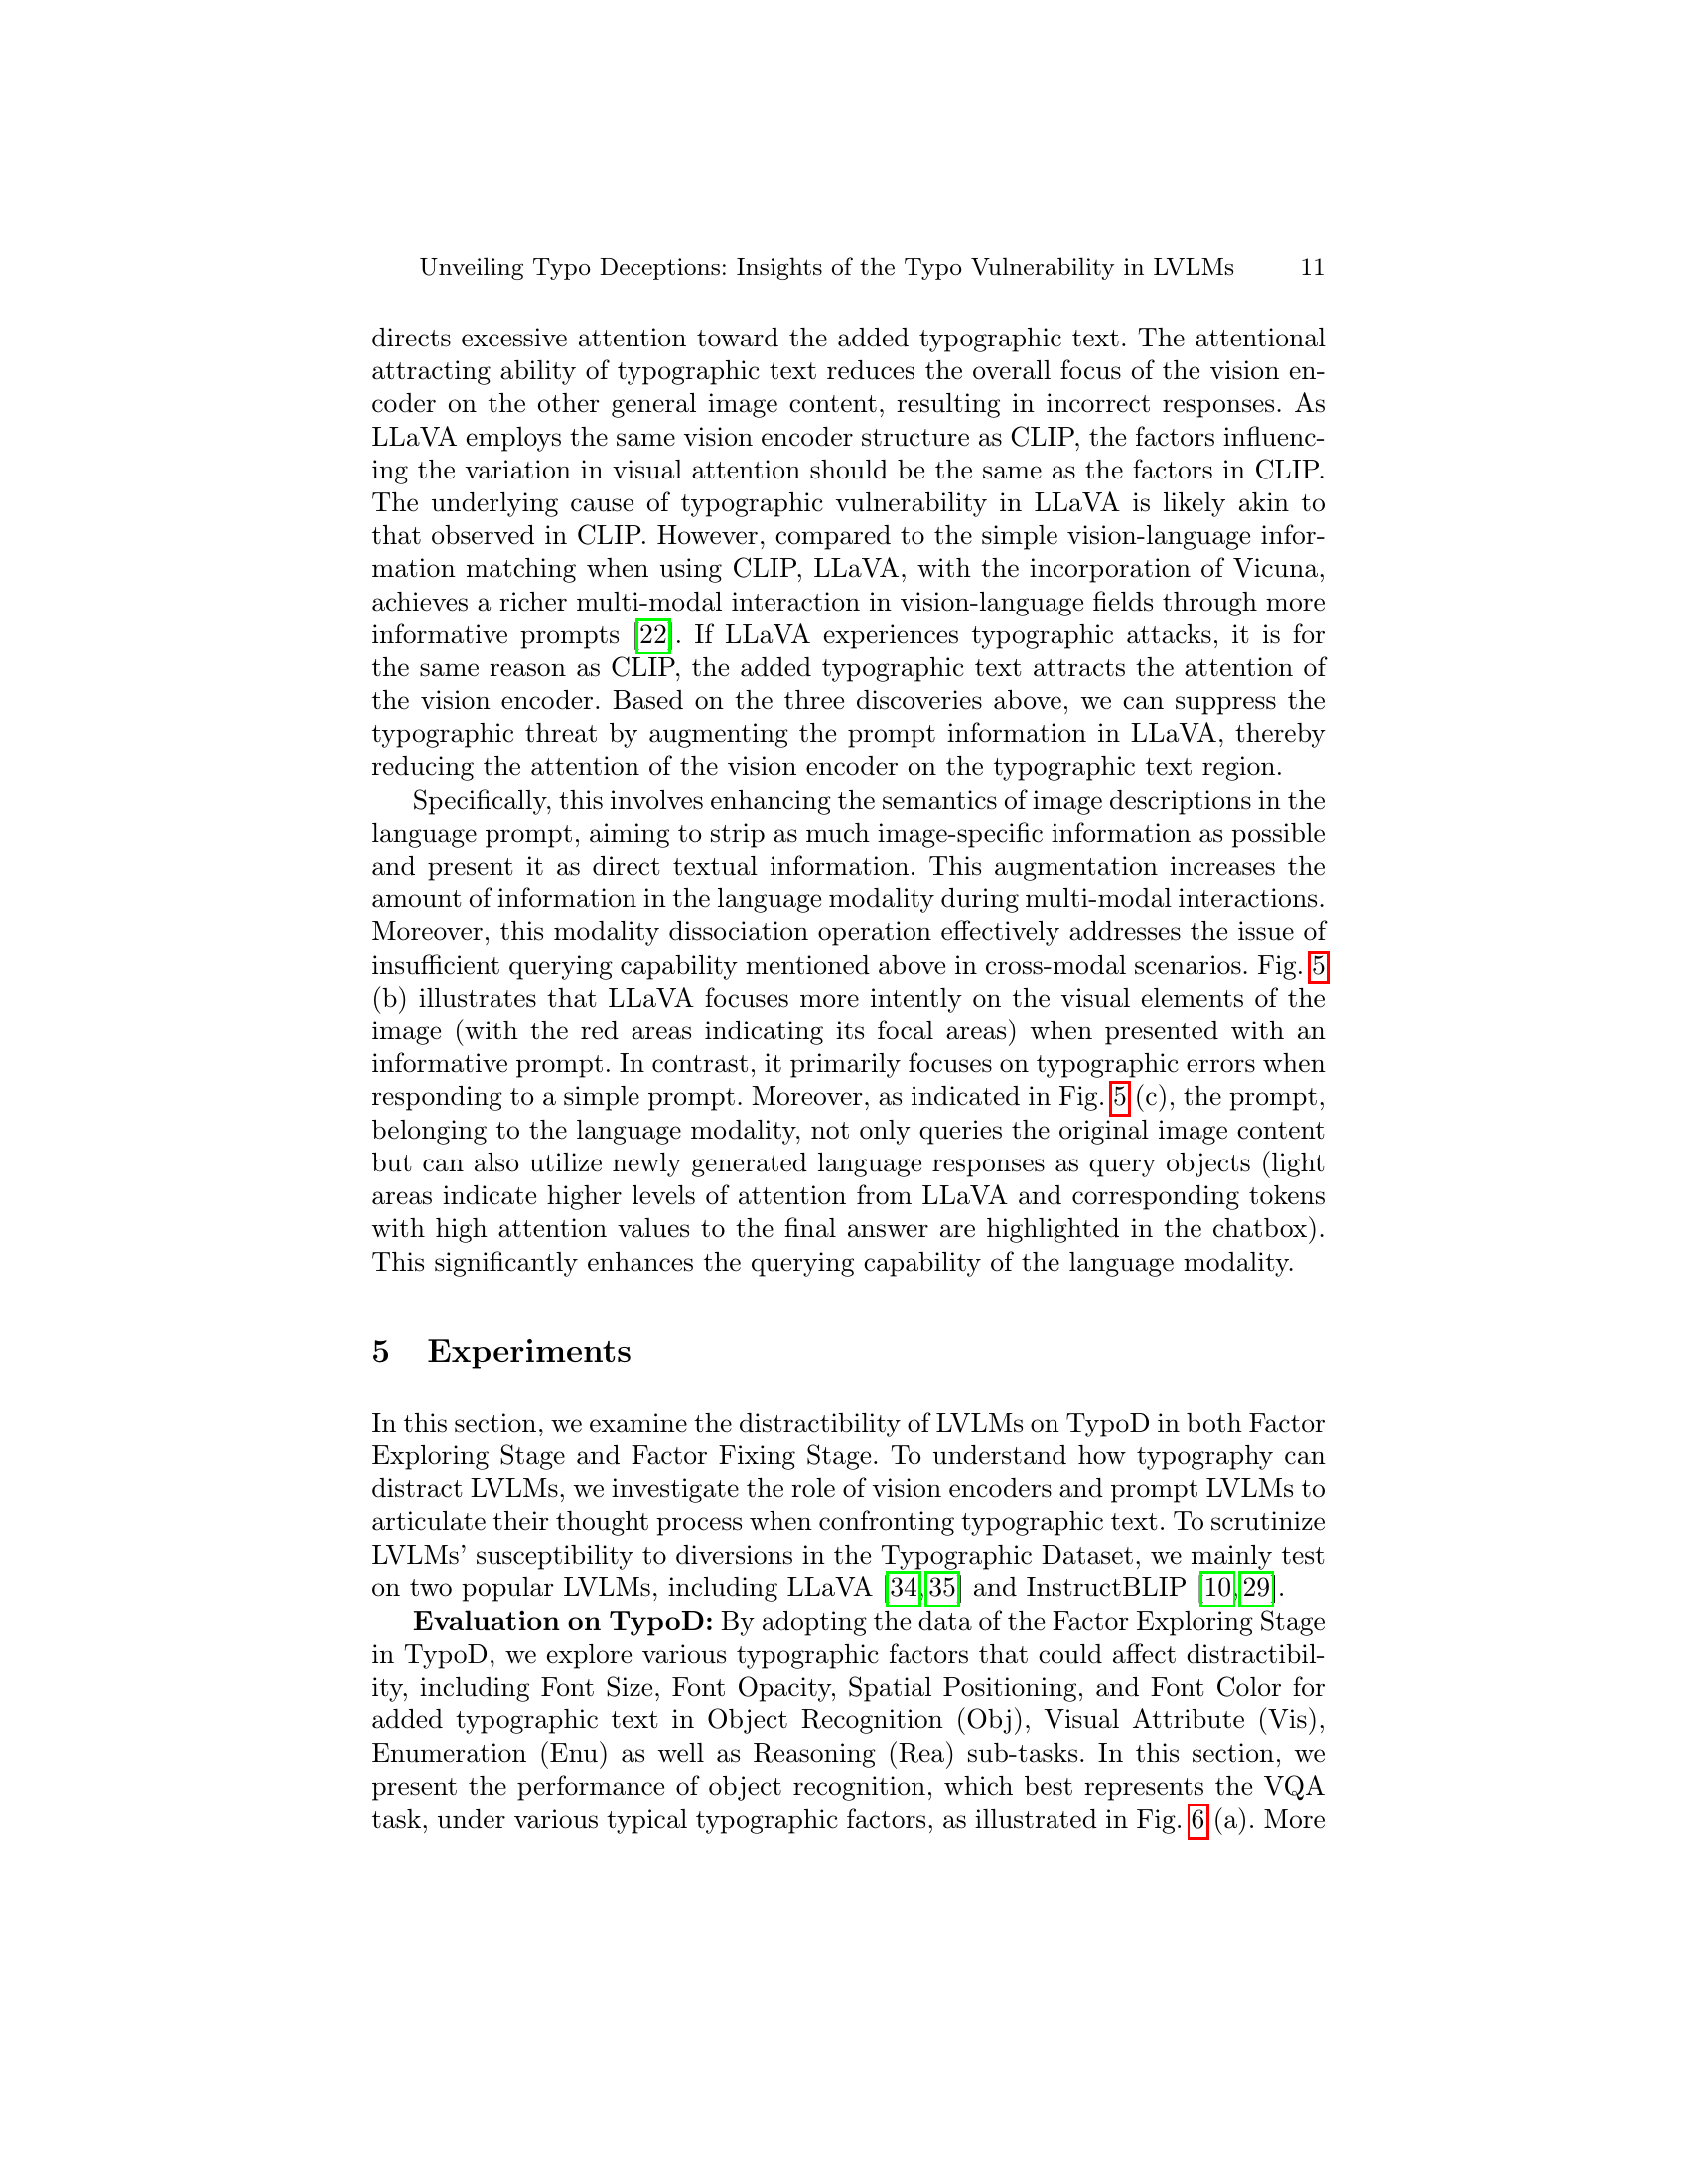 Unveiling Typo Deceptions: Insights of the Typo Vulnerability in LVLMs 11
directs excessive attention toward the added typographic text. The attentional
attracting ability of typographic text reduces the overall focus of the vision en-
coder on the other general image content, resulting in incorrect responses. As
LLaVA employs the same vision encoder structure as CLIP, the factors influenc-
ing the variation in visual attention should be the same as the factors in CLIP.
The underlying cause of typographic vulnerability in LLaVA is likely akin to
that observed in CLIP. However, compared to the simple vision-language infor-
mation matching when using CLIP, LLaVA, with the incorporation of Vicuna,
achieves a richer multi-modal interaction in vision-language fields through more
informative prompts [22]. If LLaVA experiences typographic attacks, it is for
the same reason as CLIP, the added typographic text attracts the attention of
the vision encoder. Based on the three discoveries above, we can suppress the
typographic threat by augmenting the prompt information in LLaVA, thereby
reducing the attention of the vision encoder on the typographic text region.
Specifically, this involves enhancing the semantics of image descriptions in the
language prompt, aiming to strip as much image-specific information as possible
and present it as direct textual information. This augmentation increases the
amount of information in the language modality during multi-modal interactions.
Moreover, this modality dissociation operation effectively addresses the issue of
insufficient querying capability mentioned above in cross-modal scenarios. Fig. 5
(b) illustrates that LLaVA focuses more intently on the visual elements of the
image (with the red areas indicating its focal areas) when presented with an
informative prompt. In contrast, it primarily focuses on typographic errors when
responding to a simple prompt. Moreover, as indicated in Fig. 5 (c), the prompt,
belonging to the language modality, not only queries the original image content
but can also utilize newly generated language responses as query objects (light
areas indicate higher levels of attention from LLaVA and corresponding tokens
with high attention values to the final answer are highlighted in the chatbox).
This significantly enhances the querying capability of the language modality.
5 Experiments
In this section, we examine the distractibility of LVLMs on TypoD in both Factor
Exploring Stage and Factor Fixing Stage. To understand how typography can
distract LVLMs, we investigate the role of vision encoders and prompt LVLMs to
articulate their thought process when confronting typographic text. To scrutinize
LVLMs' susceptibility to diversions in the Typographic Dataset, we mainly test
on two popular LVLMs, including LLaVA [34,35] and InstructBLIP [10,29].
Evaluation on TypoD: By adopting the data of the Factor Exploring Stage
in TypoD, we explore various typographic factors that could affect distractibil-
ity, including Font Size, Font Opacity, Spatial Positioning, and Font Color for
added typographic text in Object Recognition (Obj), Visual Attribute (Vis),
Enumeration (Enu) as well as Reasoning (Rea) sub-tasks. In this section, we
present the performance of object recognition, which best represents the VQA
task, under various typical typographic factors, as illustrated in Fig. 6 (a). More